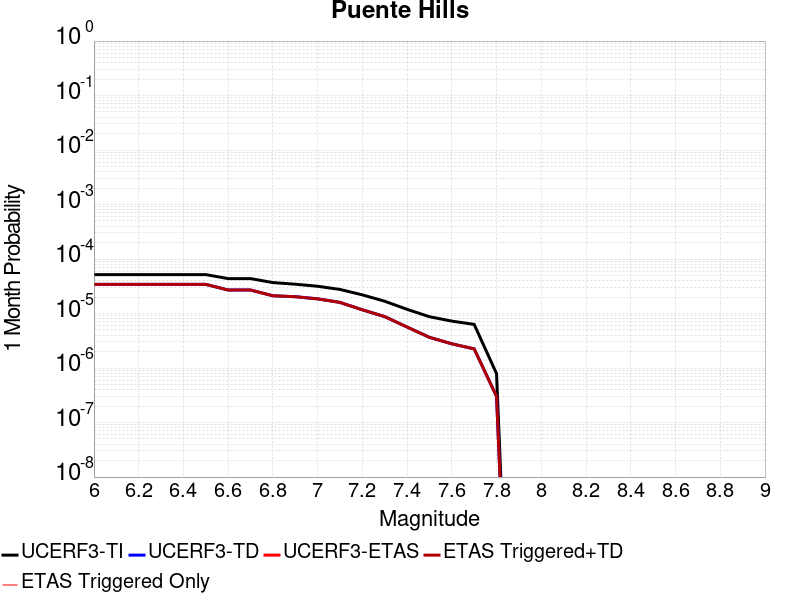 Puente Hills
1 Month Probability
10^0
10^-1
10^-2
10^-3
10^-4
10^-5
10^-6
10^-7
10^-8
6 6.2 6.4 6.6 6.8 7 7.2 7.4 7.6 7.8 8 8.2 8.4 8.6 8.8 9
Magnitude
UCERF3-TI UCERF3-TD UCERF3-ETAS ETAS Triggered+TD
ETAS Triggered Only